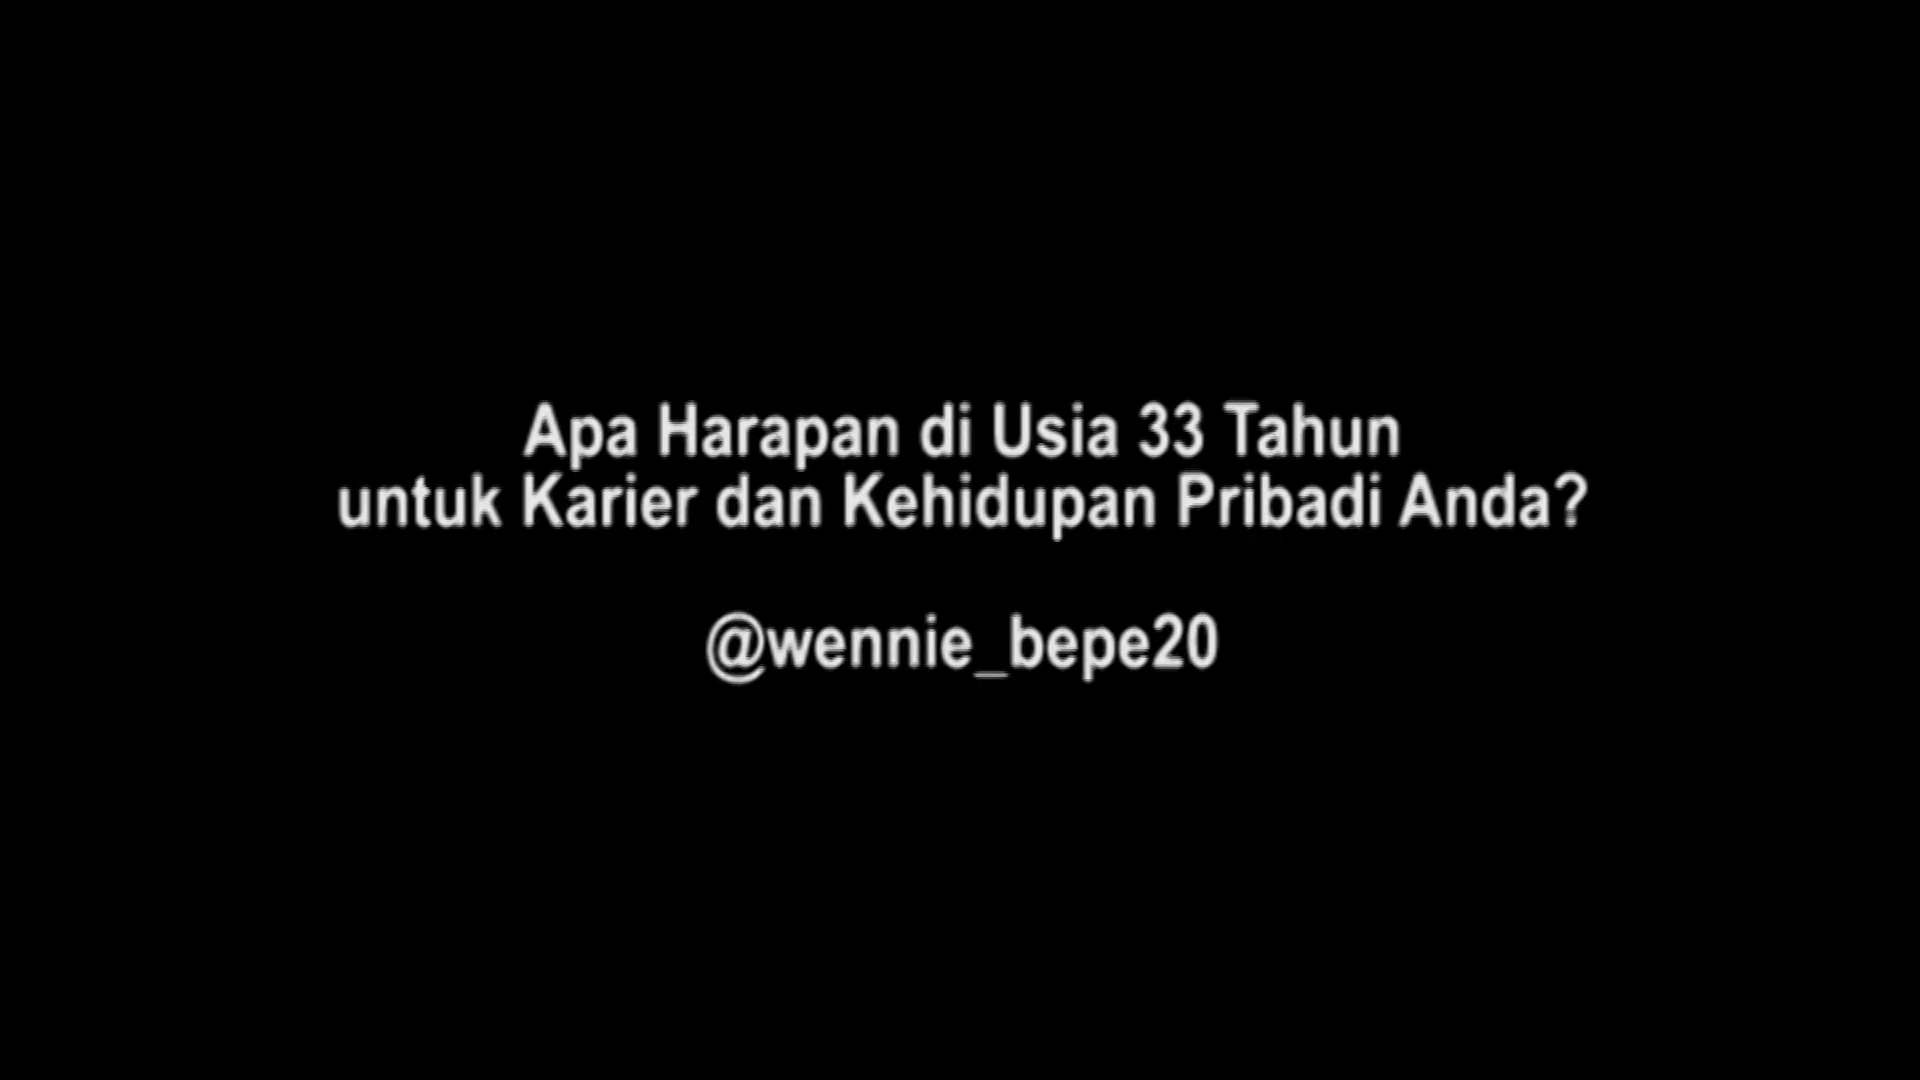 Apa Harapan di Usia 33 Tahun
untuk Karier dan Kehidupan Pribadi Anda?
@wennie_bepe20